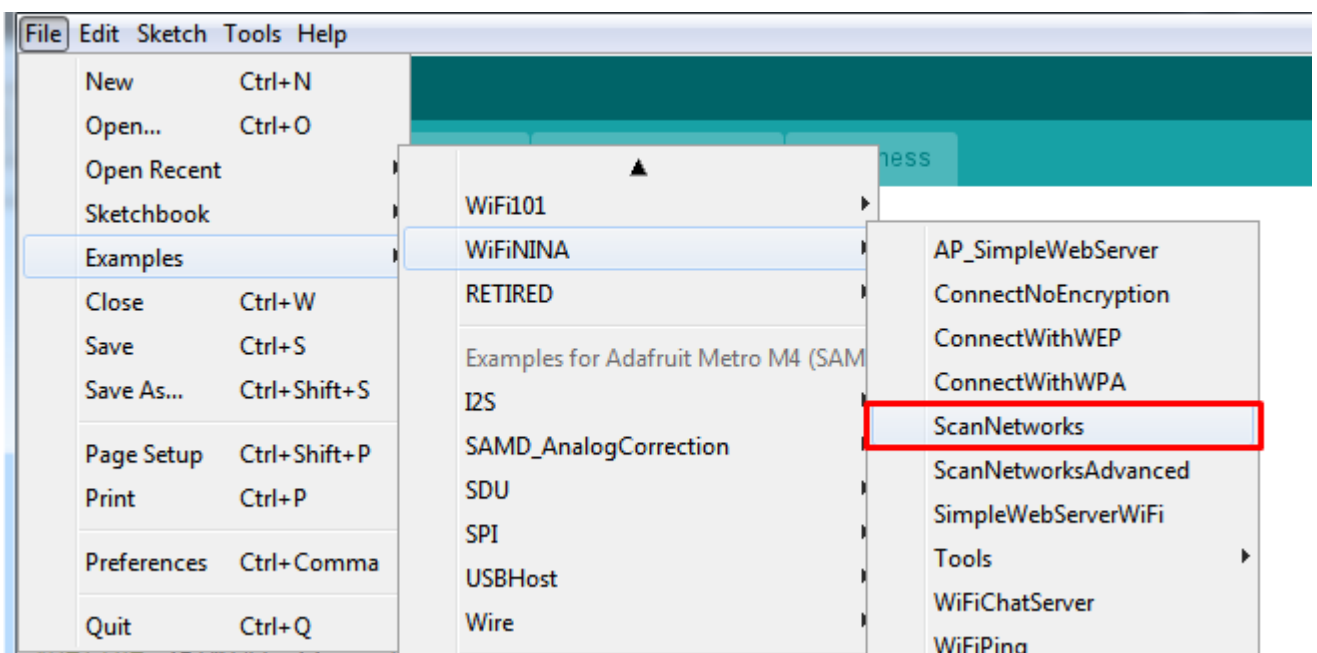 File Edit Sketch Tools Help
New Ctrl+N
Open... Ctrl+O
Open Recent
Sketchbook
Examples
Close Ctrl+W
Save Ctrl+S
Save As... Ctrl+Shift+S
Page Setup Ctrl+Shift+P
Print Ctrl+P
Preferences Ctrl+Comma
Quit Ctrl+Q
ness
WiFi101
WiFiNINA
RETIRED
Examples for Adafruit Metro M4 (SAM
I2S
SAMD_AnalogCorrection
SDU
SPI
USBHost
Wire
AP_SimpleWebServer
ConnectNoEncryption
ConnectWithWEP
ConnectWithWPA
ScanNetworks
ScanNetworksAdvanced
SimpleWebServerWiFi
Tools
WiFiChatServer
WiFiPing